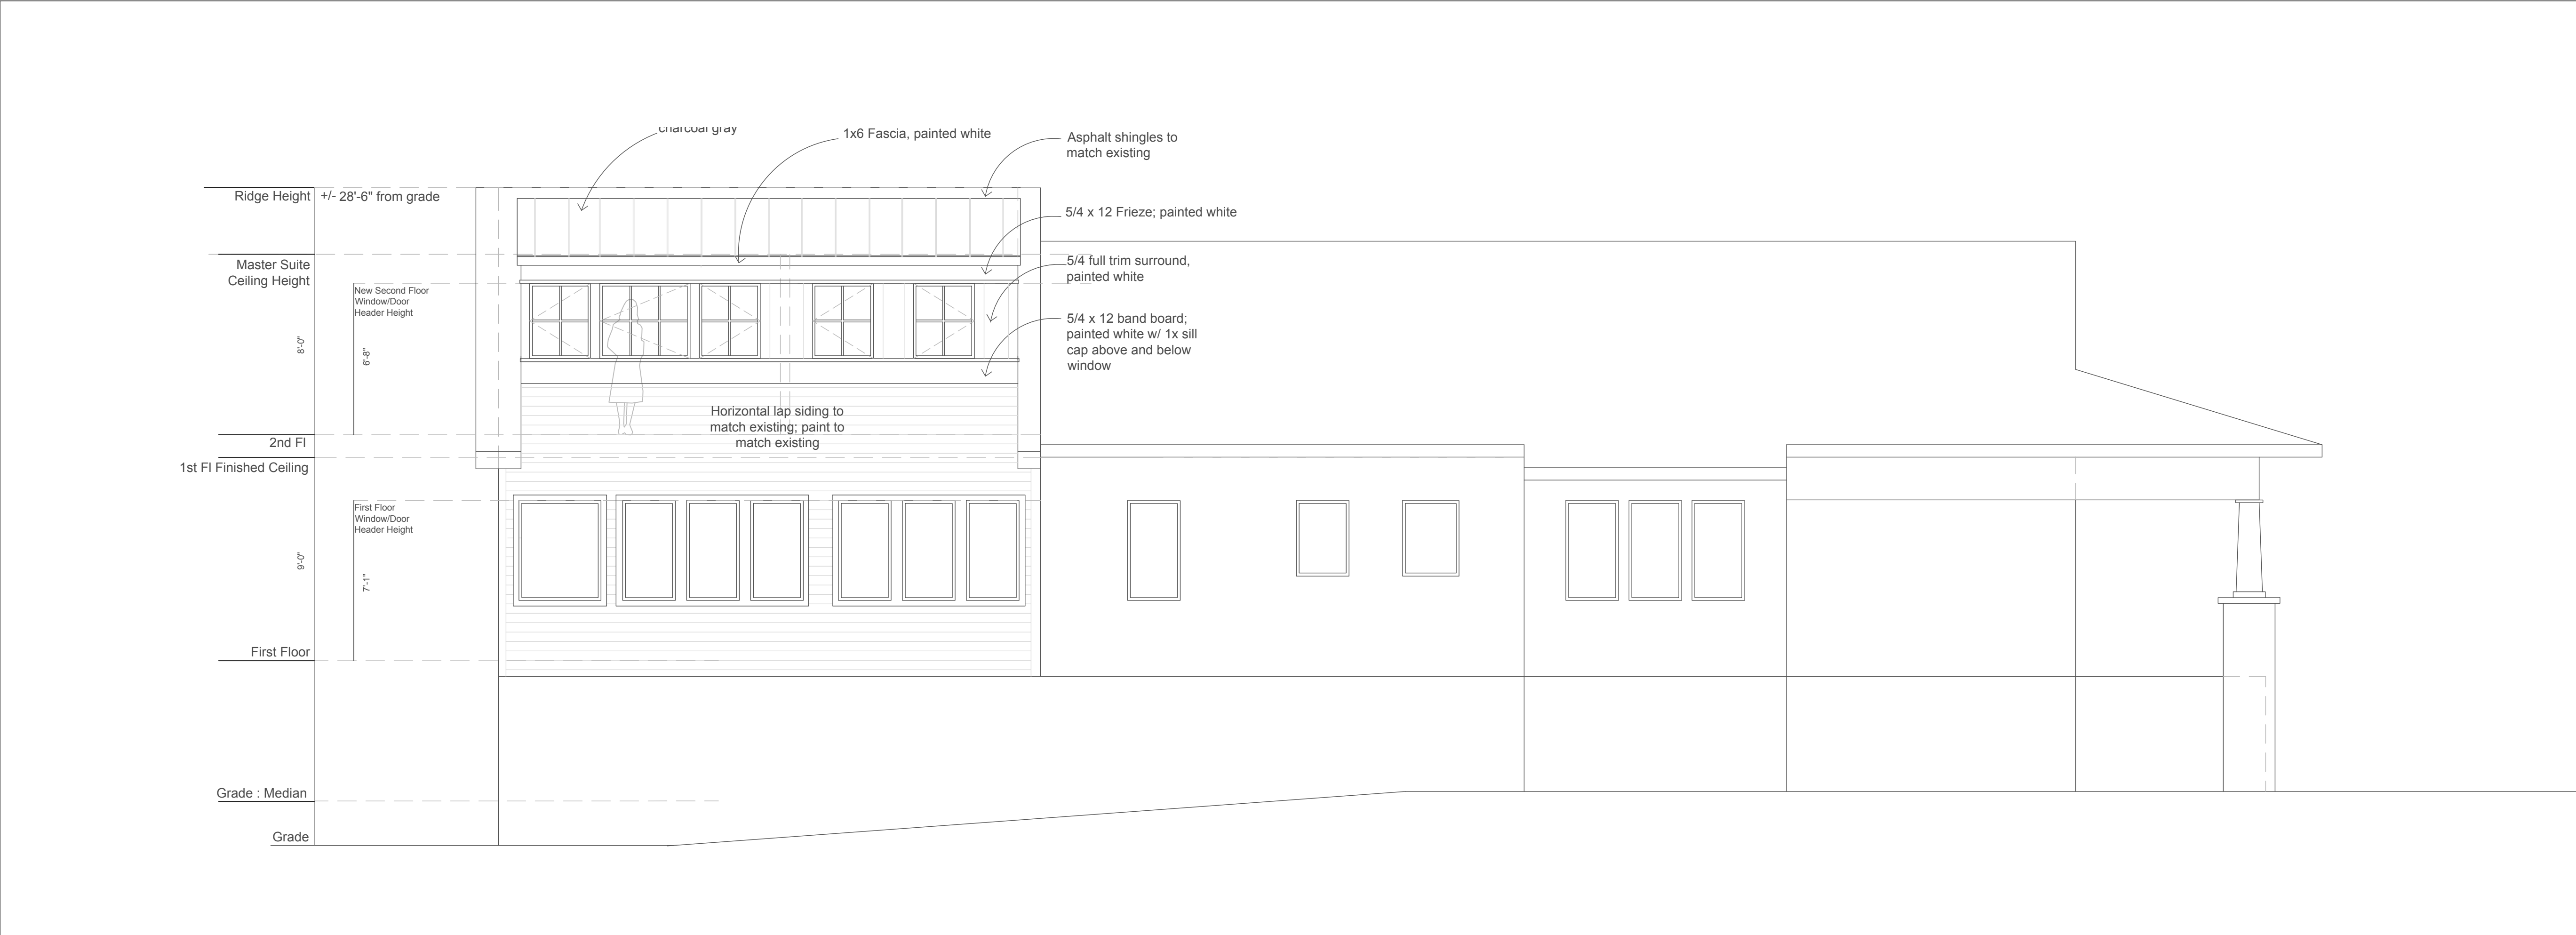 charcoal gray
1x6 Fascia, painted white
Asphalt shingles to
match existing
Ridge Height
+/- 28'-6" from grade
5/4 x 12 Frieze; painted white
Master Suite
Ceiling Height
5/4 full trim surround,
painted white
New Second Floor
Window/Door
Header Height
8'-0"
6'-8"
5/4 x 12 band board;
painted white w/ 1x sill
cap above and below
window
Horizontal lap siding to
match existing; paint to
match existing
2nd Fl
1st Fl Finished Ceiling
First Floor
Window/Door
Header Height
9'-0"
7'-1"
First Floor
Grade : Median
Grade